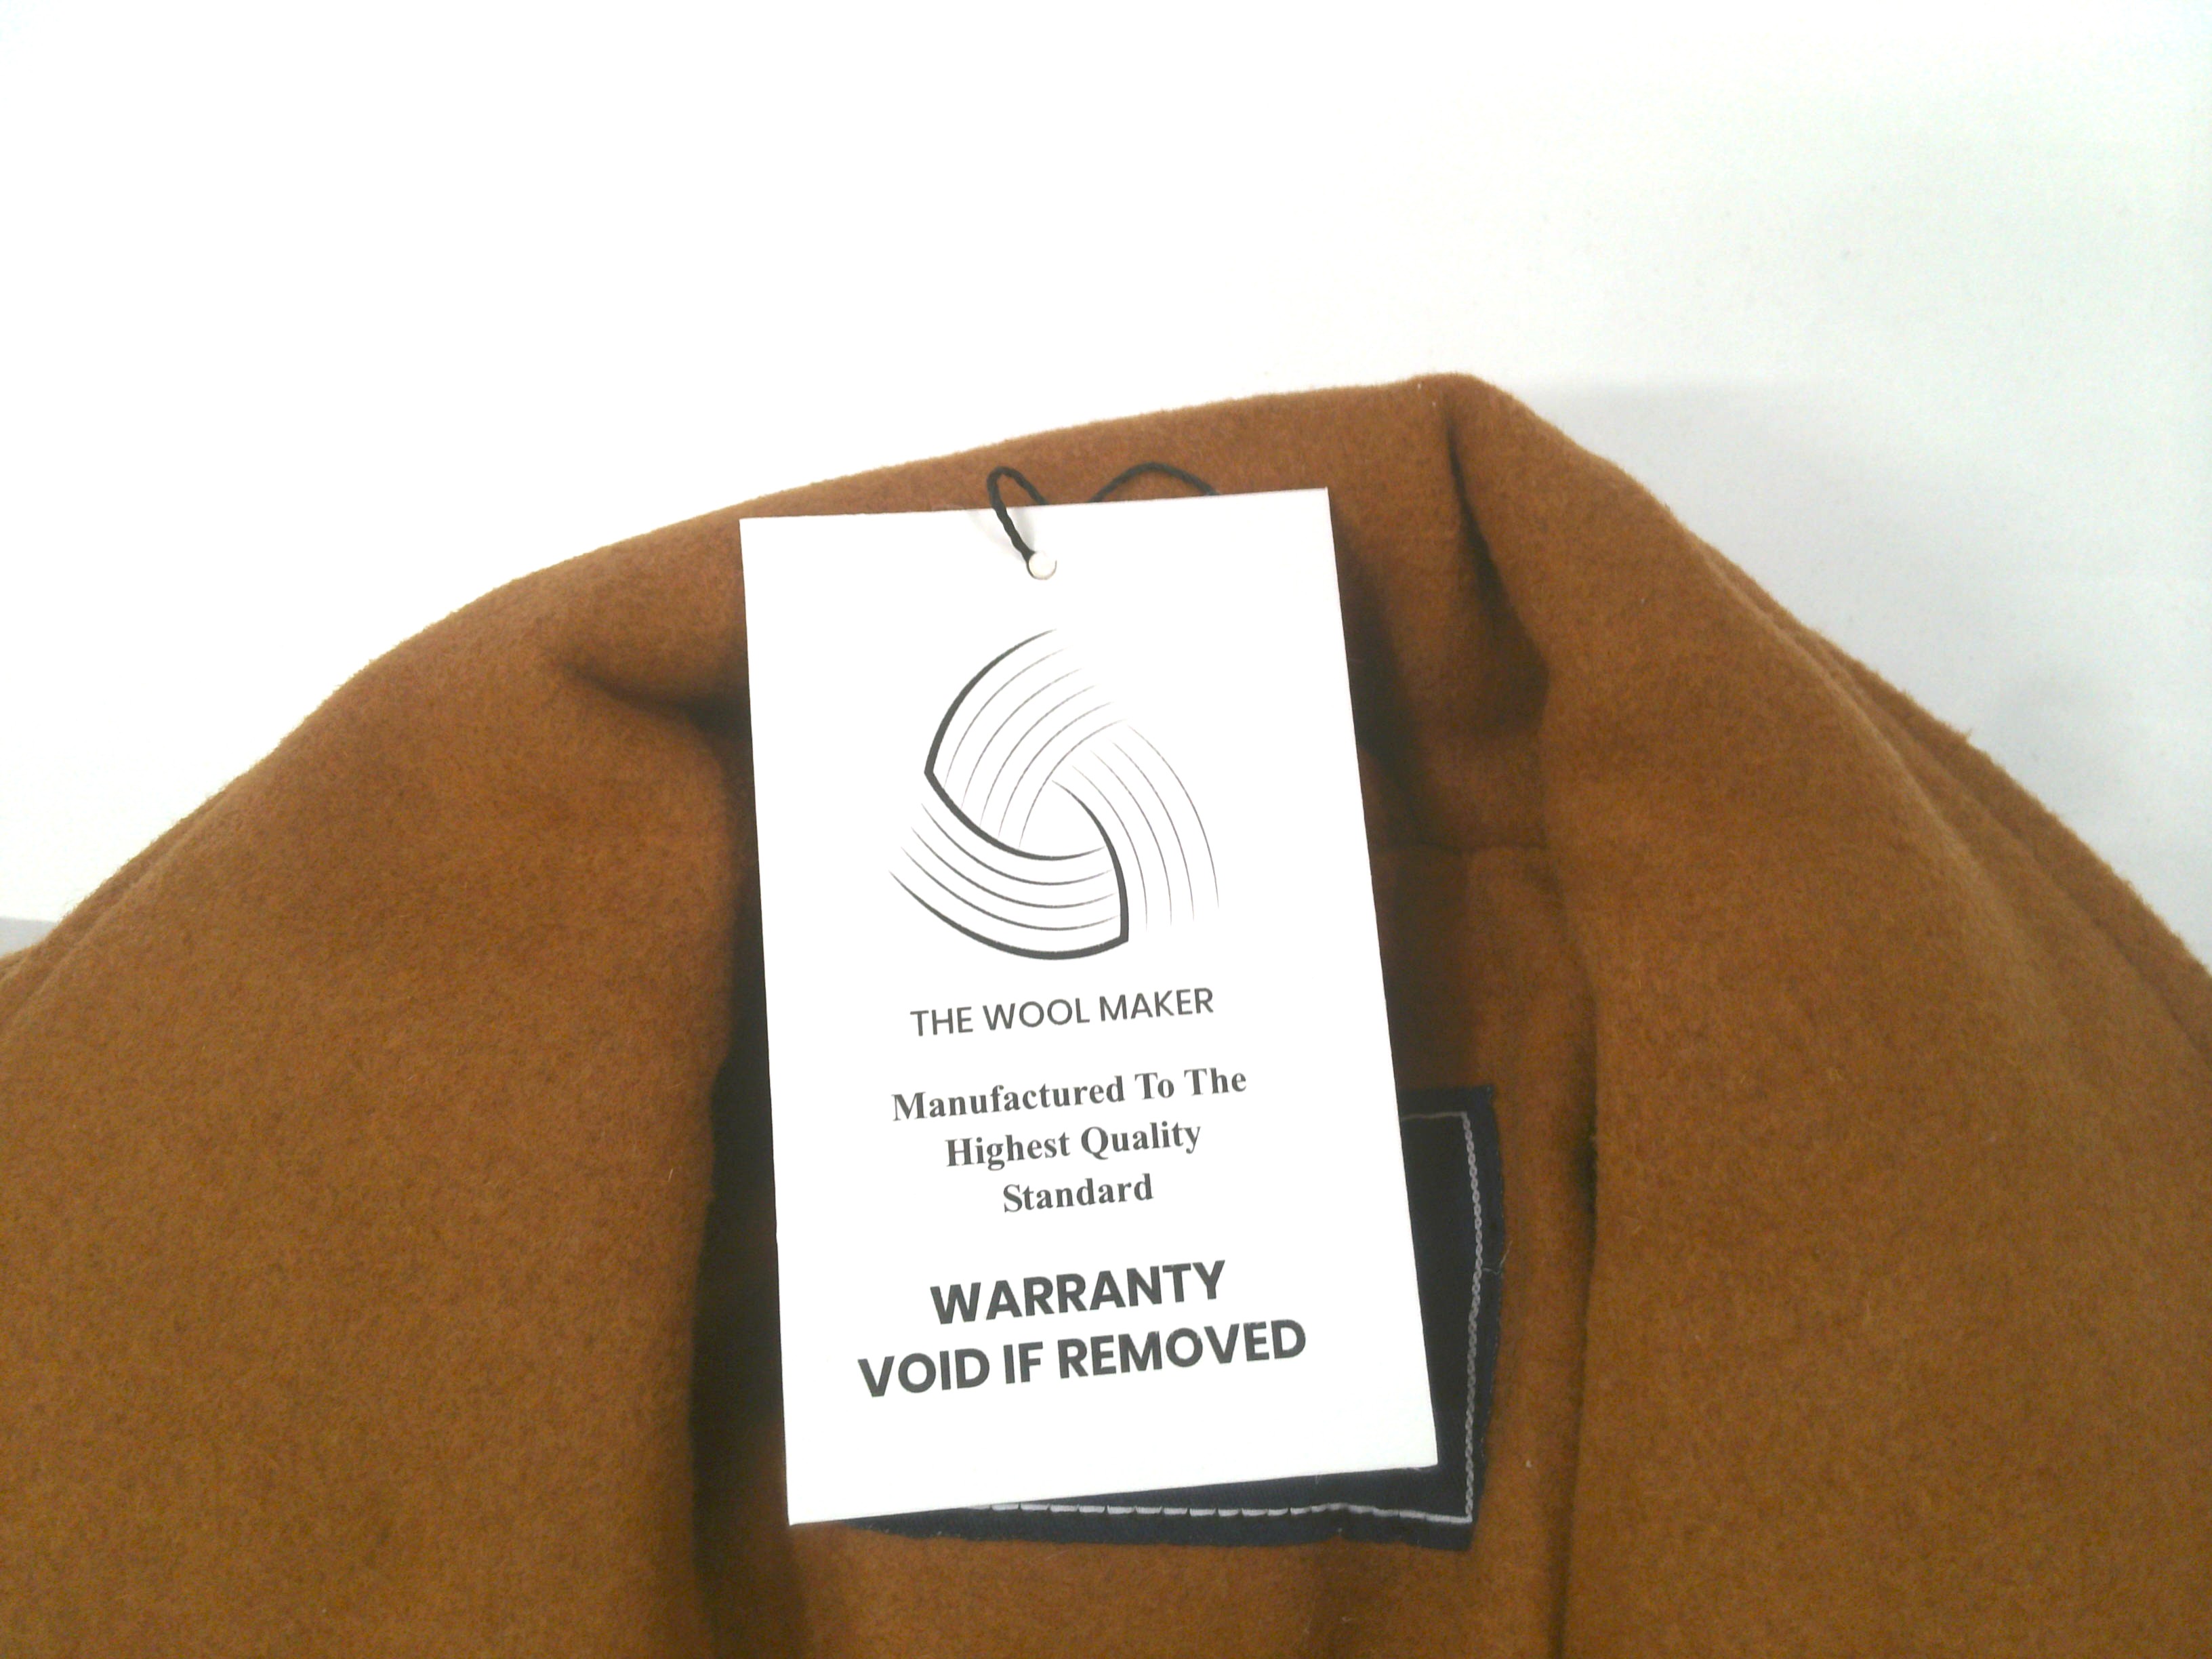 THE WOOL MAKER
Manufactured To The
Highest Quality
Standard
WARRANTY
VOID IF REMOVED